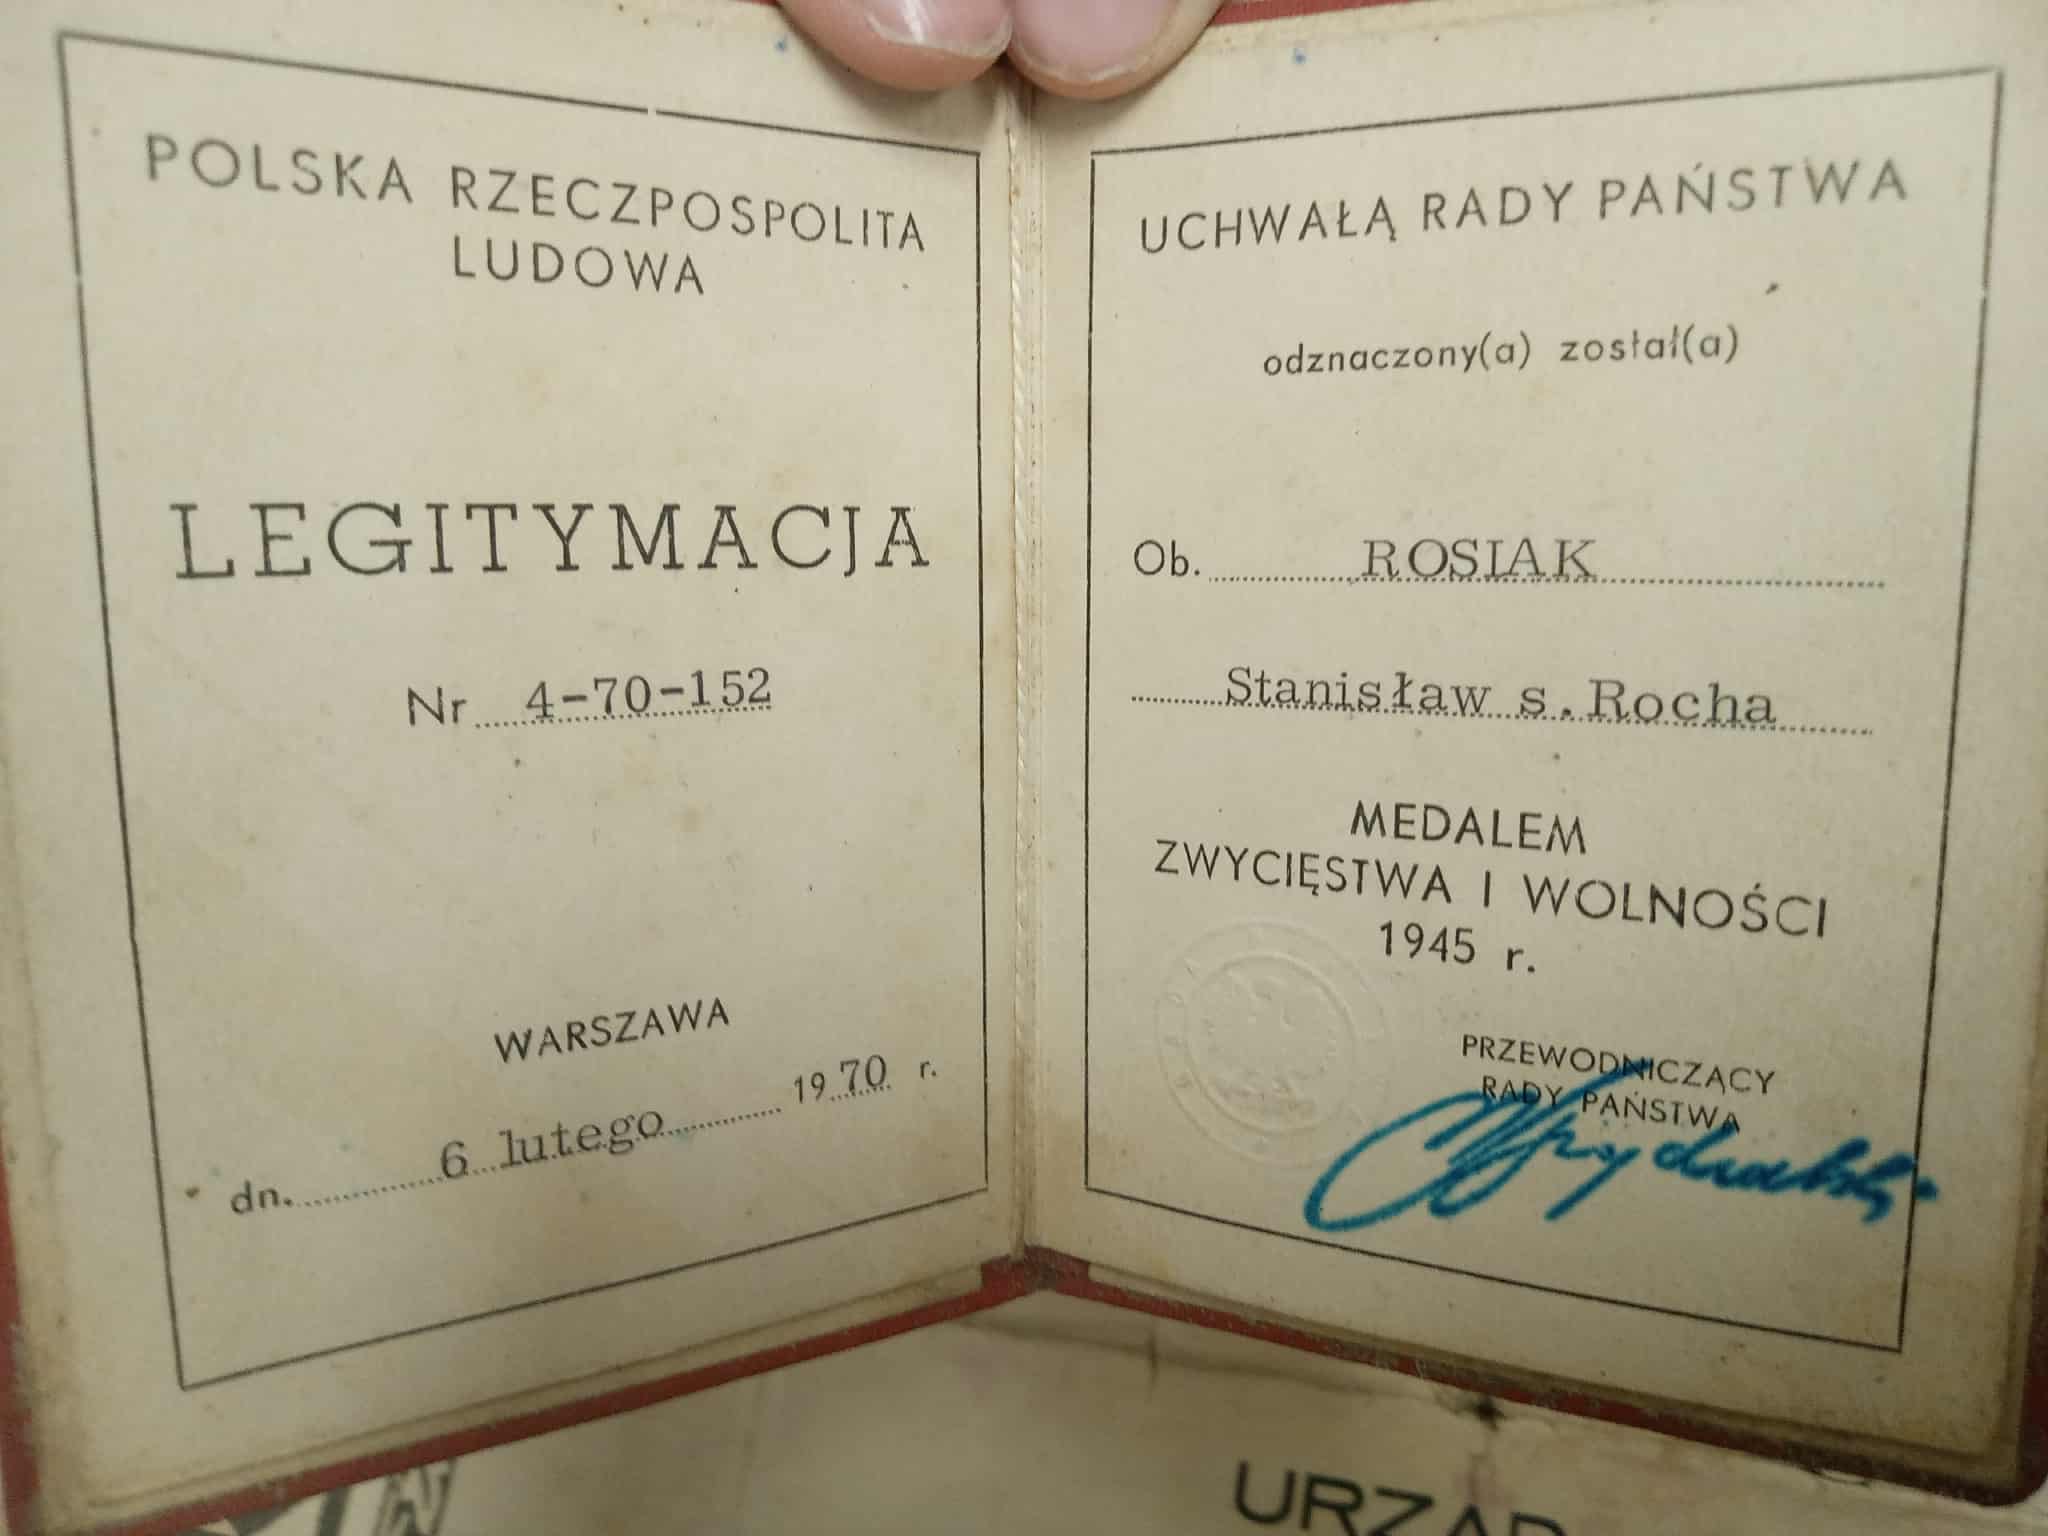 POLSKA RZECZPOSPOLITA
LUDOWA
LEGITYMACJA
Nr 4-70-152
WARSZAWA
dn. 6 lutego 1970 r.
UCHWAŁĄ RADY PAŃSTWA
odznaczony(a) został(a)
Ob. ROSIAK
Stanisław s. Rocha
MEDALEM
ZWYCIĘSTWA I WOLNOŚCI
1945 r.
PRZEWODNICZĄCY
RADY PAŃSTWA